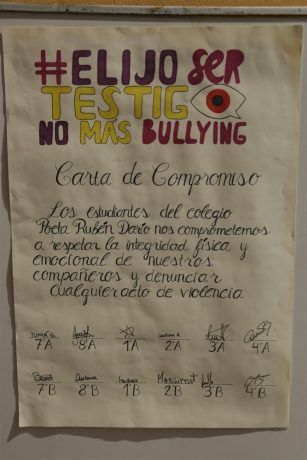 #ELIJO SER
TESTIGO
NO MÁS BULLYING
Carta de Compromiso
Los estudiantes del colegio
Poeta Rubén Darío nos comprometemos
a respetar la integridad física y
emocional de nuestros
compañeros y denunciar
cualquier acto de violencia
7°A 8°A 1°A 2°A 3°A 4°A
Monserrat
7°B 8°B 1°B 2°B 3°B 4°B